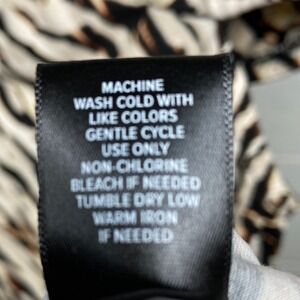 MACHINE
WASH COLD WITH
LIKE COLORS
GENTLE CYCLE
USE ONLY
NON-CHLORINE
BLEACH IF NEEDED
TUMBLE DRY LOW
WARM IRON
IF NEEDED